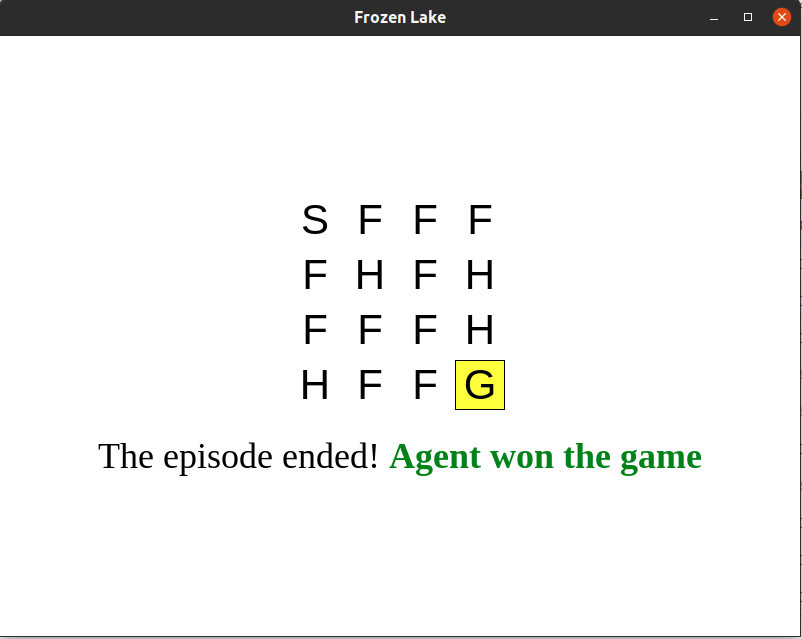 Frozen Lake
S F F F
F H F H
F F F H
H F F G
The episode ended! Agent won the game